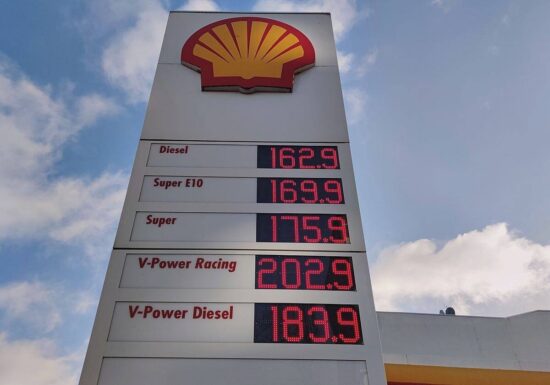 Diesel 162.9
Super E10 169.9
Super 175.9
V-Power Racing 202.9
V-Power Diesel 183.9